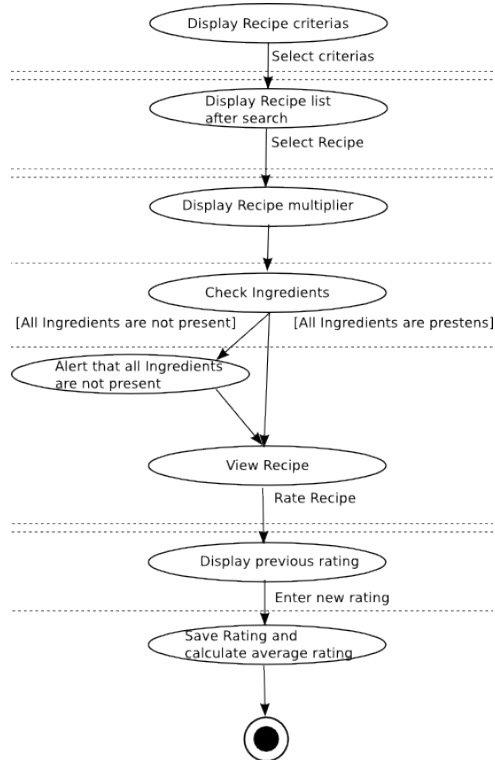 Display Recipe criterias
Select criterias
Display Recipe list
after search
Select Recipe
Display Recipe multiplier
Check Ingredients
[All Ingredients are not present]
[All Ingredients are prestens]
Alert that all Ingredients
are not present
View Recipe
Rate Recipe
Display previous rating
Enter new rating
Save Rating and
calculate average rating